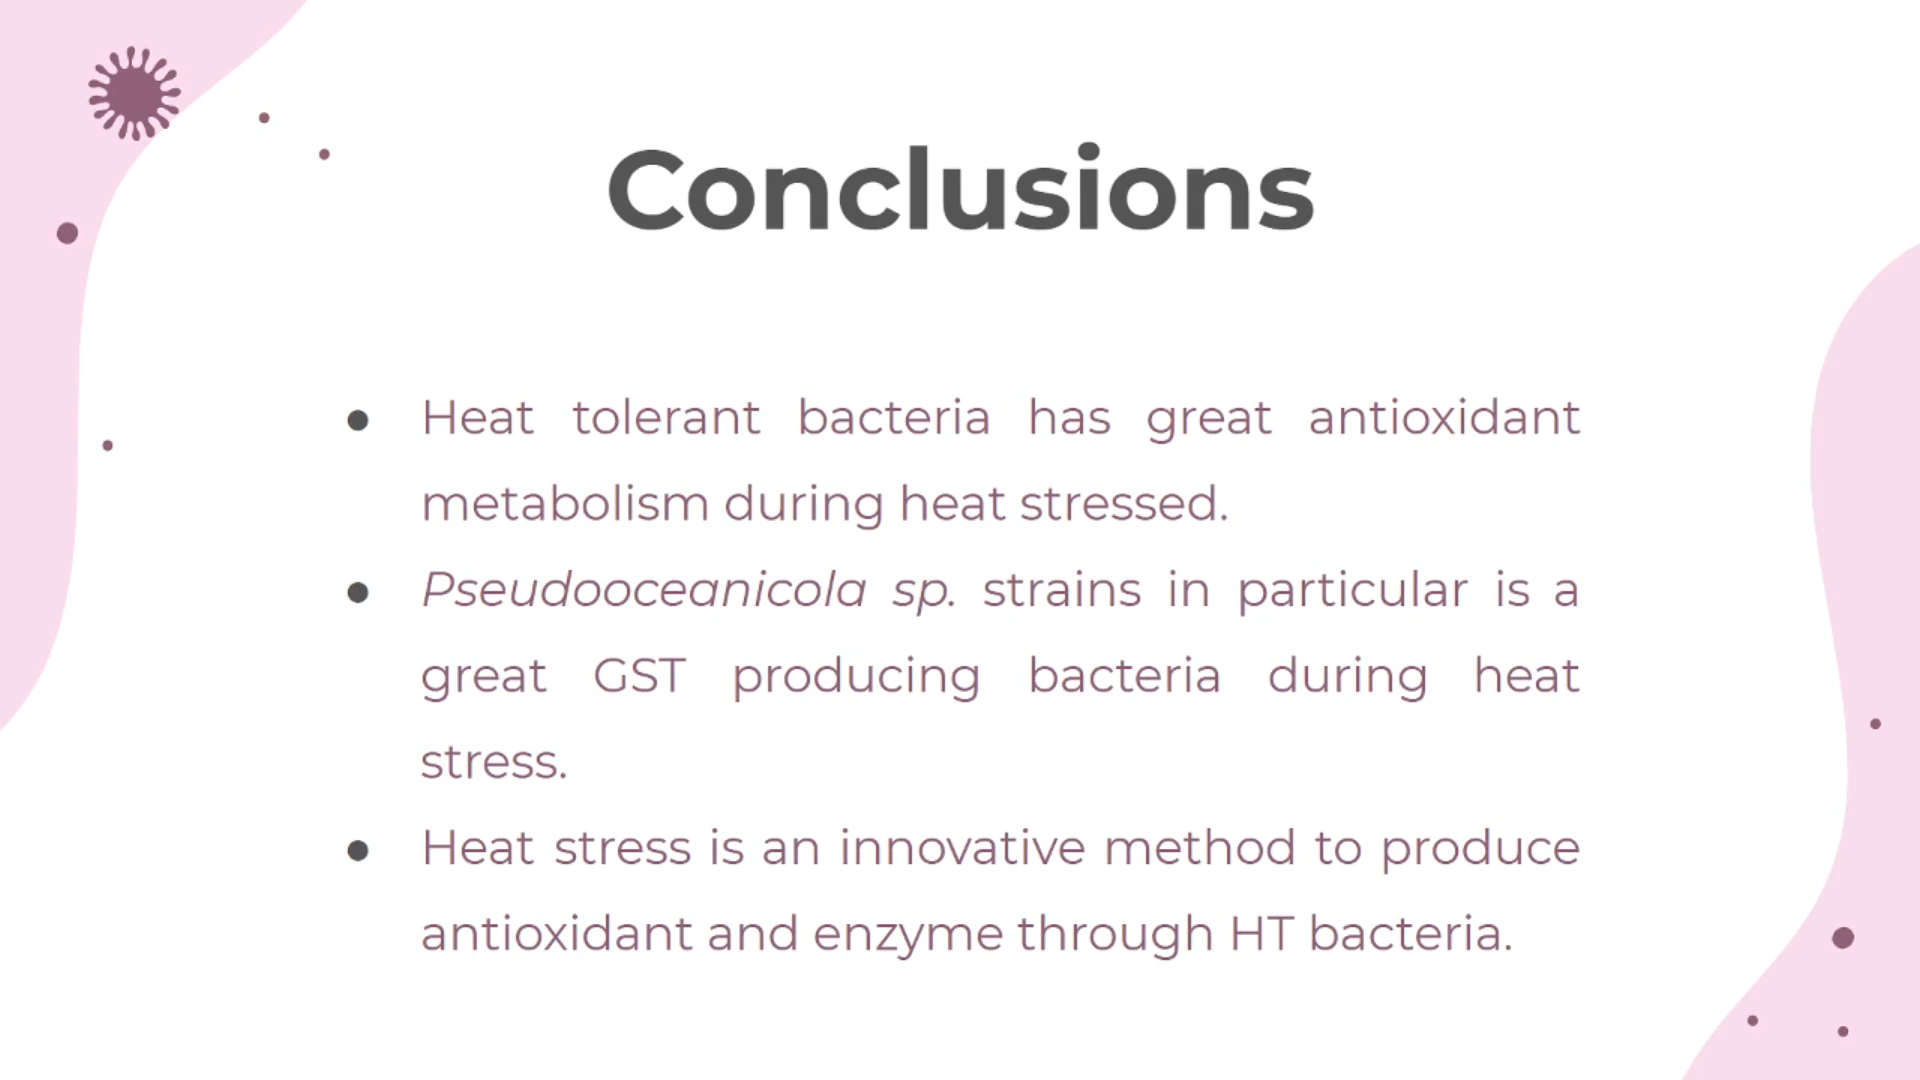 Conclusions
● Heat tolerant bacteria has great antioxidant
metabolism during heat stressed.
● Pseudooceanicola sp. strains in particular is a
great GST producing bacteria during heat
stress.
● Heat stress is an innovative method to produce
antioxidant and enzyme through HT bacteria.